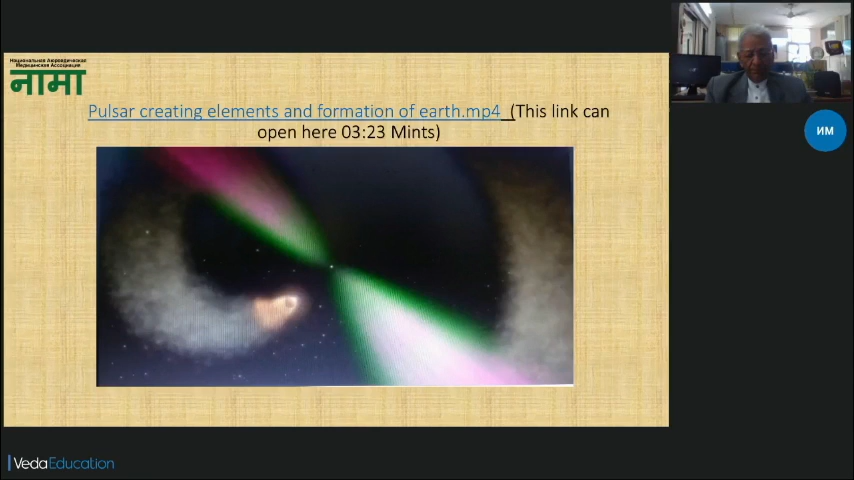 Национальная Аюрведическая
Медицинская Ассоциация
नामा
Pulsar creating elements and formation of earth.mp4 (This link can
open here 03:23 Mints)
ИМ
VedaEducation